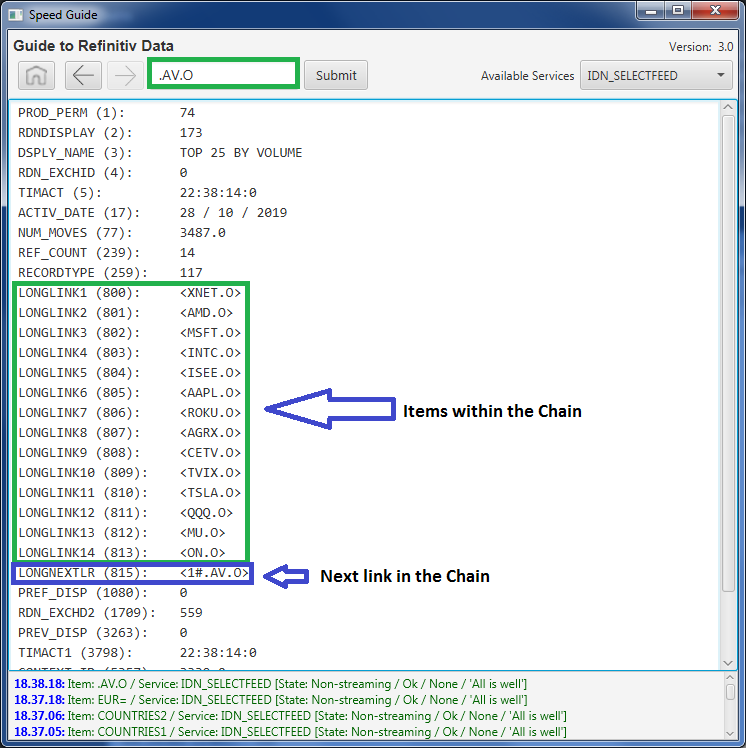 Speed Guide
Guide to Refinitiv Data
Version: 3.0
.AV.O Submit Available Services IDN_SELECTFEED
PROD_PERM (1): 74
RDNDISPLAY (2): 173
DSPLY_NAME (3): TOP 25 BY VOLUME
RDN_EXCHID (4): 0
TIMACT (5): 22:38:14:0
ACTIV_DATE (17): 28 / 10 / 2019
NUM_MOVES (77): 3487.0
REF_COUNT (239): 14
RECORDTYPE (259): 117
LONGLINK1 (800): <XNET.O>
LONGLINK2 (801): <AMD.O>
LONGLINK3 (802): <MSFT.O>
LONGLINK4 (803): <INTC.O>
LONGLINK5 (804): <ISEE.O>
LONGLINK6 (805): <AAPL.O>
LONGLINK7 (806): <ROKU.O>
Items within the Chain
LONGLINK8 (807): <AGRX.O>
LONGLINK9 (808): <CETV.O>
LONGLINK10 (809): <TVIX.O>
LONGLINK11 (810): <TSLA.O>
LONGLINK12 (811): <QQQ.O>
LONGLINK13 (812): <MU.O>
LONGLINK14 (813): <ON.O>
LONGNEXTLR (815): <1#.AV.O>
Next link in the Chain
PREF_DISP (1080): 0
RDN_EXCHD2 (1709): 559
PREV_DISP (3263): 0
TIMACT1 (3798): 22:38:14:0
18.38.18: Item: .AV.O / Service: IDN_SELECTFEED [State: Non-streaming / Ok / None / 'All is well']
18.37.18: Item: EUR= / Service: IDN_SELECTFEED [State: Non-streaming / Ok / None / 'All is well']
18.37.06: Item: COUNTRIES2 / Service: IDN_SELECTFEED [State: Non-streaming / Ok / None / 'All is well']
18.37.05: Item: COUNTRIES1 / Service: IDN_SELECTFEED [State: Non-streaming / Ok / None / 'All is well']